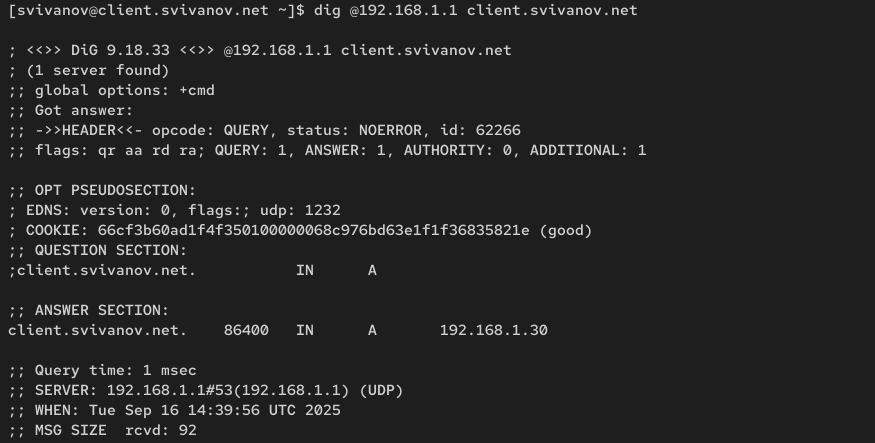 [svivanov@client.svivanov.net ~]$ dig @192.168.1.1 client.svivanov.net
; <<>> DiG 9.18.33 <<>> @192.168.1.1 client.svivanov.net
; (1 server found)
;; global options: +cmd
;; Got answer:
;; ->>HEADER<<- opcode: QUERY, status: NOERROR, id: 62266
;; flags: qr aa rd ra; QUERY: 1, ANSWER: 1, AUTHORITY: 0, ADDITIONAL: 1
;; OPT PSEUDOSECTION:
; EDNS: version: 0, flags:; udp: 1232
; COOKIE: 66cf3b60ad1f4f350100000068c976bd63e1f1f36835821e (good)
;; QUESTION SECTION:
;client.svivanov.net. IN A
;; ANSWER SECTION:
client.svivanov.net. 86400 IN A 192.168.1.30
;; Query time: 1 msec
;; SERVER: 192.168.1.1#53(192.168.1.1) (UDP)
;; WHEN: Tue Sep 16 14:39:56 UTC 2025
;; MSG SIZE rcvd: 92